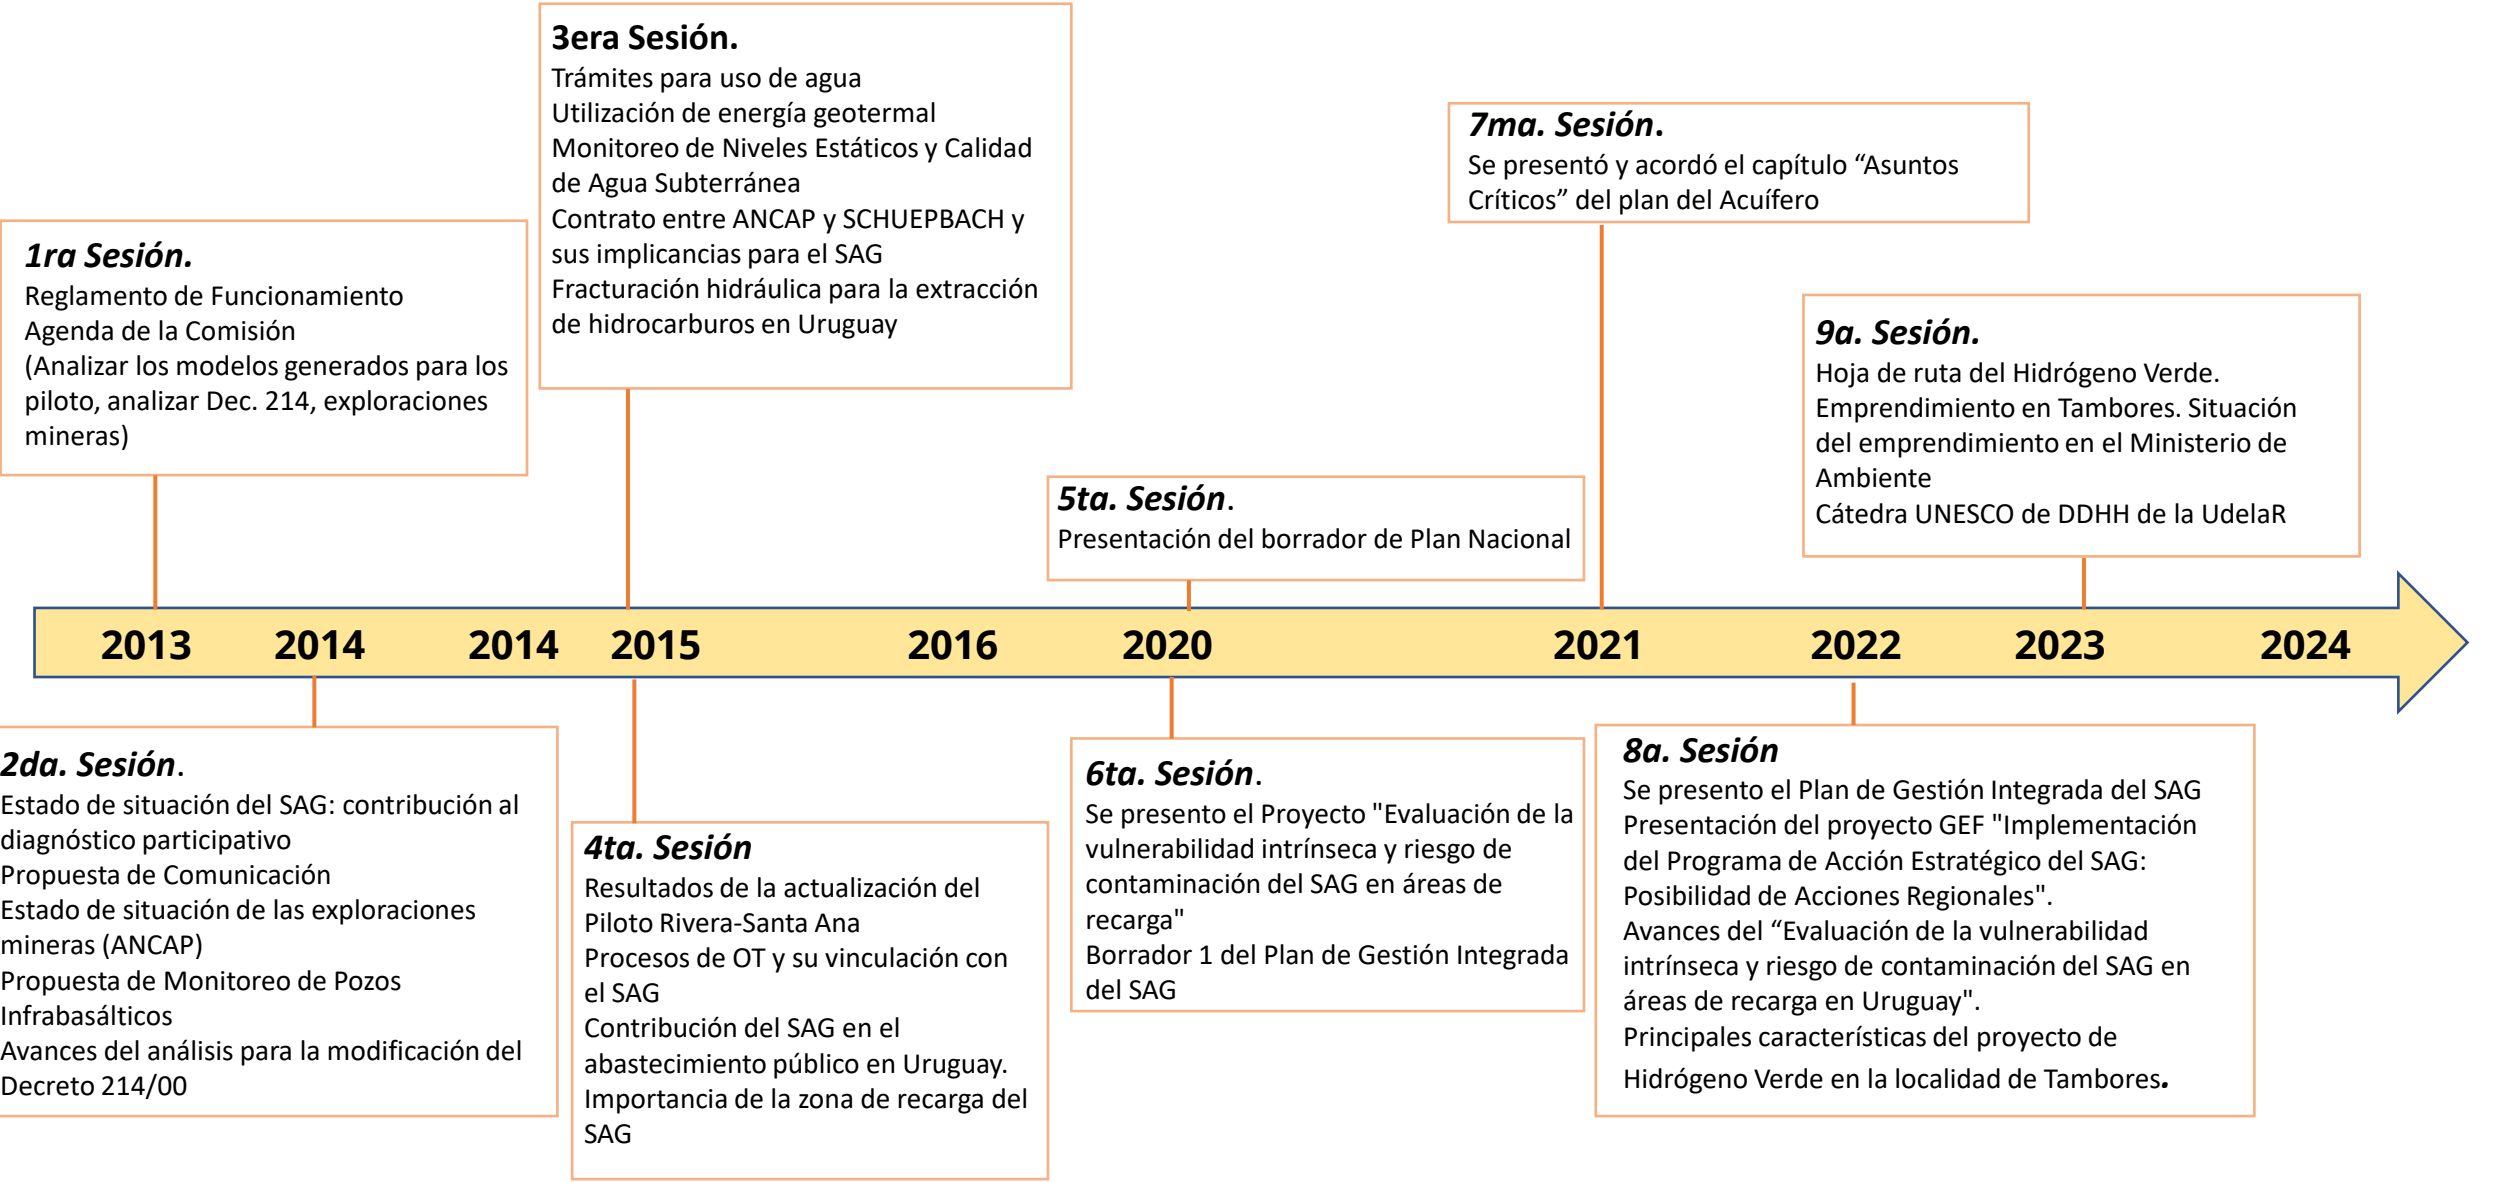 3era Sesión.
Trámites para uso de agua
Utilización de energía geotermal
Monitoreo de Niveles Estáticos y Calidad
de Agua Subterránea
Contrato entre ANCAP y SCHUEPBACH y
sus implicancias para el SAG
Fracturación hidráulica para la extracción
de hidrocarburos en Uruguay
7ma. Sesión.
Se presentó y acordó el capítulo “Asuntos
Críticos” del plan del Acuífero
1ra Sesión.
Reglamento de Funcionamiento
Agenda de la Comisión
(Analizar los modelos generados para los
piloto, analizar Dec. 214, exploraciones
mineras)
9a. Sesión.
Hoja de ruta del Hidrógeno Verde.
Emprendimiento en Tambores. Situación
del emprendimiento en el Ministerio de
Ambiente
Cátedra UNESCO de DDHH de la UdelaR
5ta. Sesión.
Presentación del borrador de Plan Nacional
2013 2014 2014 2015 2016 2020 2021 2022 2023 2024
2da. Sesión.
Estado de situación del SAG: contribución al
diagnóstico participativo
Propuesta de Comunicación
Estado de situación de las exploraciones
mineras (ANCAP)
Propuesta de Monitoreo de Pozos
Infrabasálticos
Avances del análisis para la modificación del
Decreto 214/00
4ta. Sesión
Resultados de la actualización del
Piloto Rivera-Santa Ana
Procesos de OT y su vinculación con
el SAG
Contribución del SAG en el
abastecimiento público en Uruguay.
Importancia de la zona de recarga del
SAG
6ta. Sesión.
Se presento el Proyecto "Evaluación de la
vulnerabilidad intrínseca y riesgo de
contaminación del SAG en áreas de
recarga"
Borrador 1 del Plan de Gestión Integrada
del SAG
8a. Sesión
Se presento el Plan de Gestión Integrada del SAG
Presentación del proyecto GEF "Implementación
del Programa de Acción Estratégico del SAG:
Posibilidad de Acciones Regionales".
Avances del “Evaluación de la vulnerabilidad
intrínseca y riesgo de contaminación del SAG en
áreas de recarga en Uruguay".
Principales características del proyecto de
Hidrógeno Verde en la localidad de Tambores.